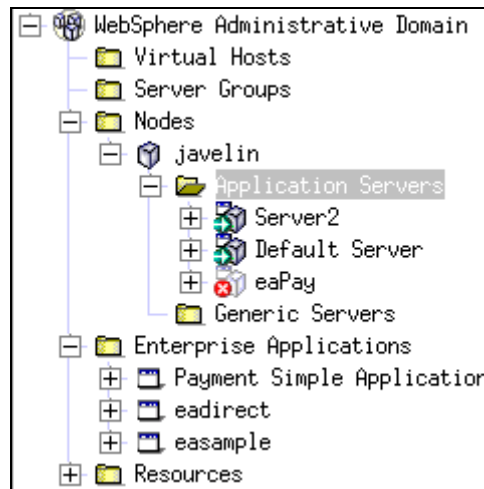 WebSphere Administrative Domain
Virtual Hosts
Server Groups
Nodes
javelin
Application Servers
Server2
Default Server
eaPay
Generic Servers
Enterprise Applications
Payment Simple Application
eadirect
easample
Resources